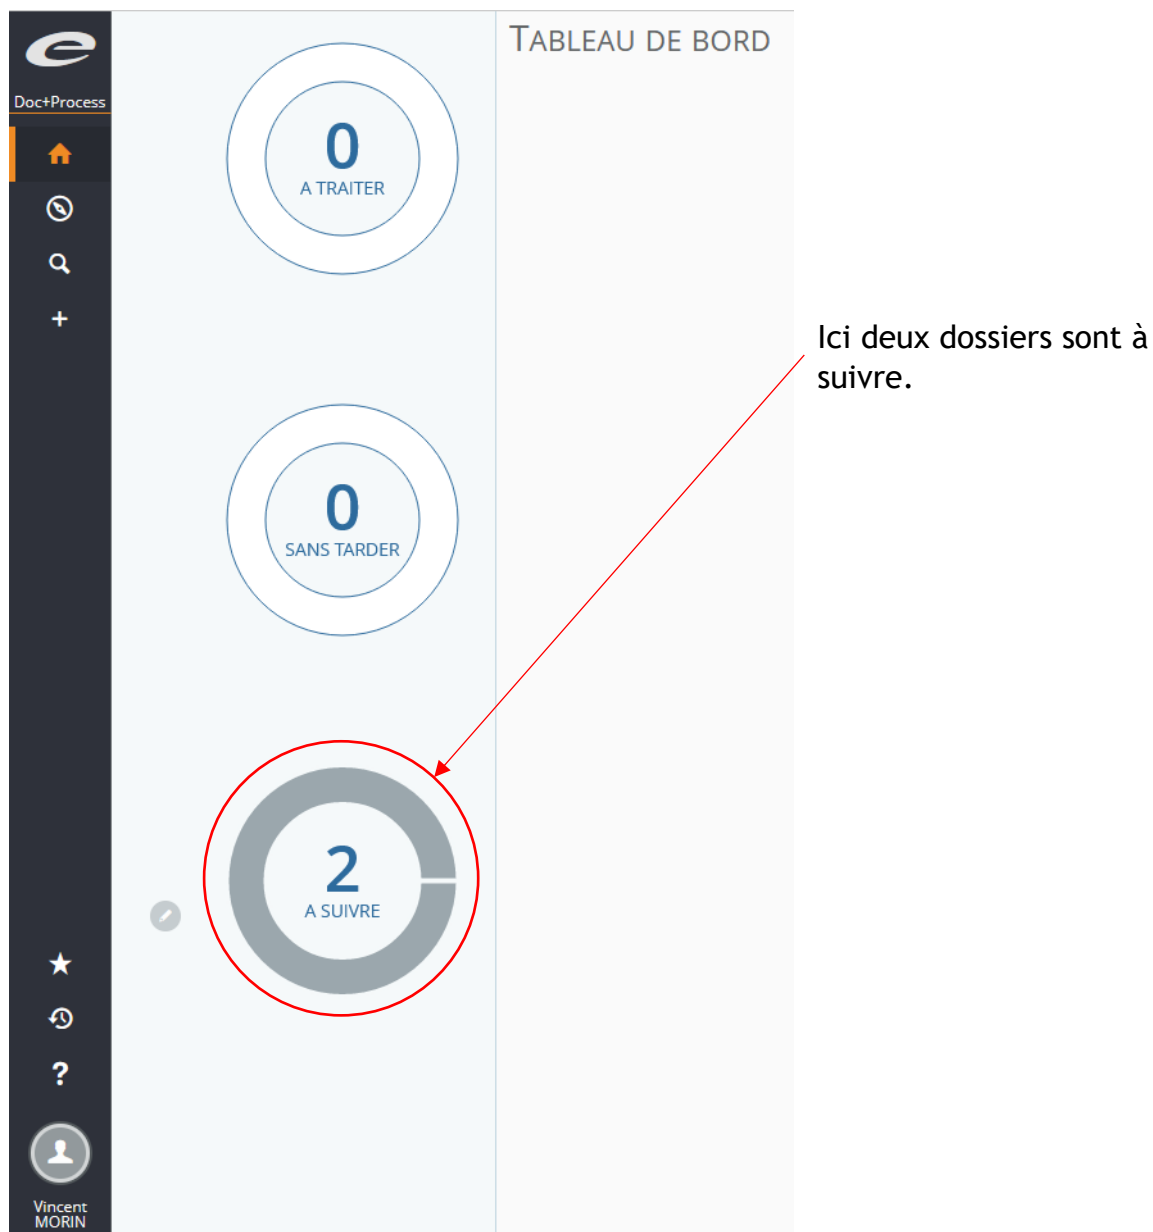 Doc+Process
TABLEAU DE BORD
0
A TRAITER
0
SANS TARDER
2
A SUIVRE
Ici deux dossiers sont à
suivre.
?
Vincent
MORIN